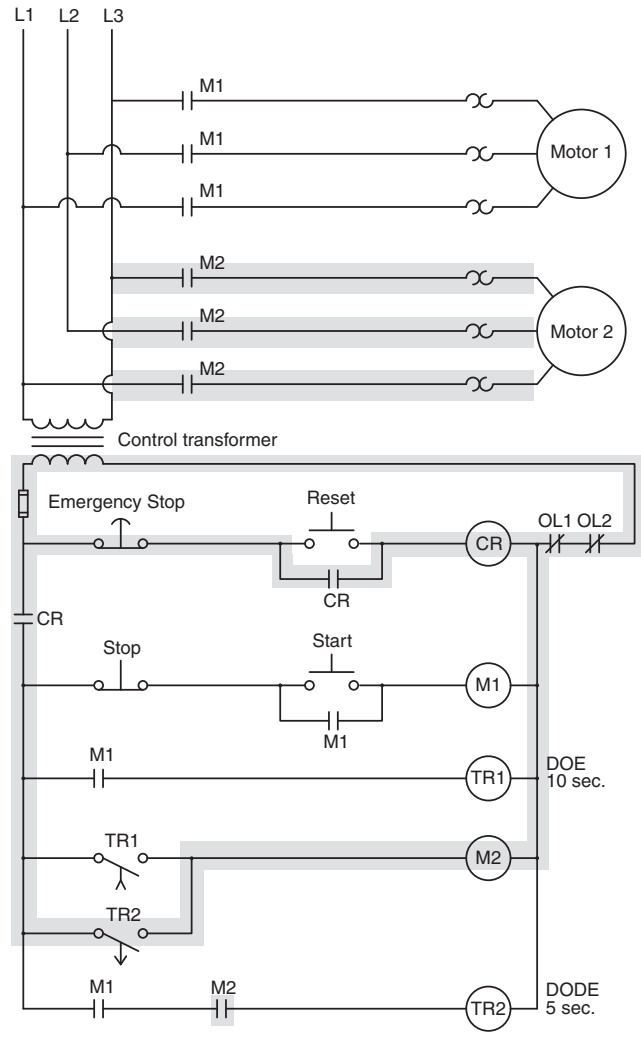 L1 L2 L3
M1
M1
Motor 1
M1
M2
M2
Motor 2
M2
Control transformer
Emergency Stop
Reset
OL1 OL2
CR
CR
CR
Stop
Start
M1
M1
M1
TR1
DOE
10 sec.
TR1
M2
TR2
M1
M2
TR2
DODE
5 sec.